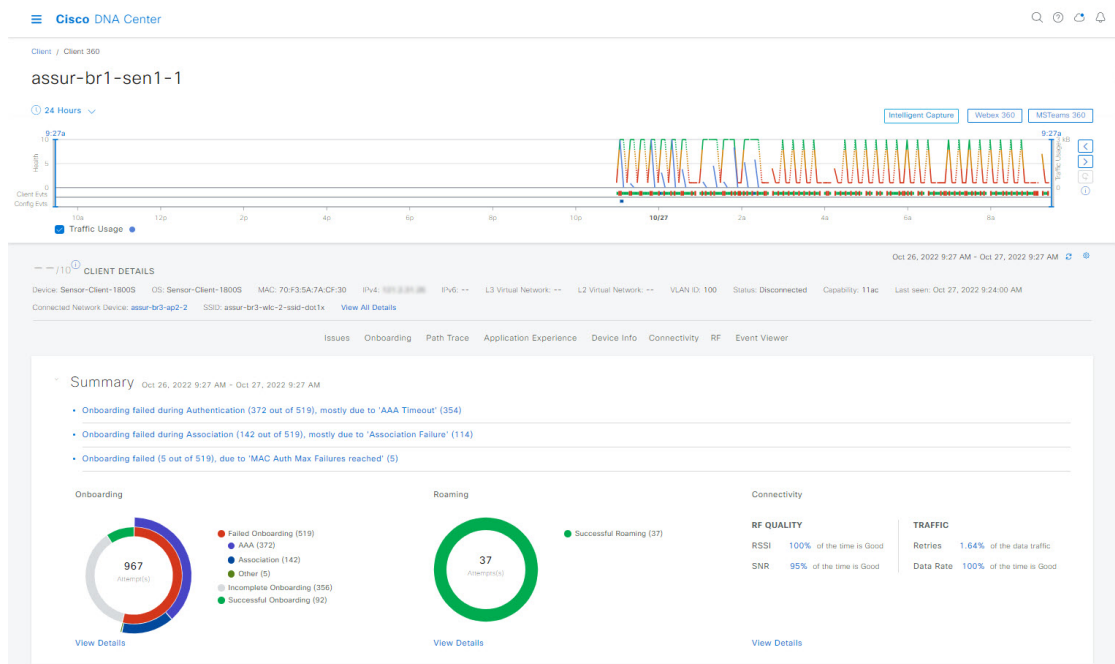 Cisco DNA Center
Client / Client 360
assur-br1-sen1-1
24 Hours
Intelligent Capture Webex 360 MSTeams 360
9:27a 9:27a
10 kB
Health
5
0 0
Traffic Usage
Client Evts
Config Evts
10a 12p 2p 4p 6p 8p 10p 10/27 2a 4a 6a 8a
Traffic Usage
Oct 26, 2022 9:27 AM - Oct 27, 2022 9:27 AM
-- /10 CLIENT DETAILS
Device: Sensor-Client-1800S OS: Sensor-Client-1800S MAC: 70:F3:5A:7A:CF:30 IPv4: IPv6: -- L3 Virtual Network: -- L2 Virtual Network: -- VLAN ID: 100 Status: Disconnected Capability: 11ac Last seen: Oct 27, 2022 9:24:00 AM
Connected Network Device: assur-br3-ap2-2 SSID: assur-br3-wlc-2-ssid-dot1x View All Details
Issues Onboarding Path Trace Application Experience Device Info Connectivity RF Event Viewer
Summary Oct 26, 2022 9:27 AM - Oct 27, 2022 9:27 AM
• Onboarding failed during Authentication (372 out of 519), mostly due to 'AAA Timeout' (354)
• Onboarding failed during Association (142 out of 519), mostly due to 'Association Failure' (114)
• Onboarding failed (5 out of 519), due to 'MAC Auth Max Failures reached' (5)
Onboarding
967
Attempt(s)
Failed Onboarding (519)
AAA (372)
Association (142)
Other (5)
Incomplete Onboarding (356)
Successful Onboarding (92)
View Details
Roaming
37
Attempts(s)
Successful Roaming (37)
View Details
Connectivity
RF QUALITY
RSSI 100% of the time is Good
SNR 95% of the time is Good
TRAFFIC
Retries 1.64% of the data traffic
Data Rate 100% of the time is Good
View Details